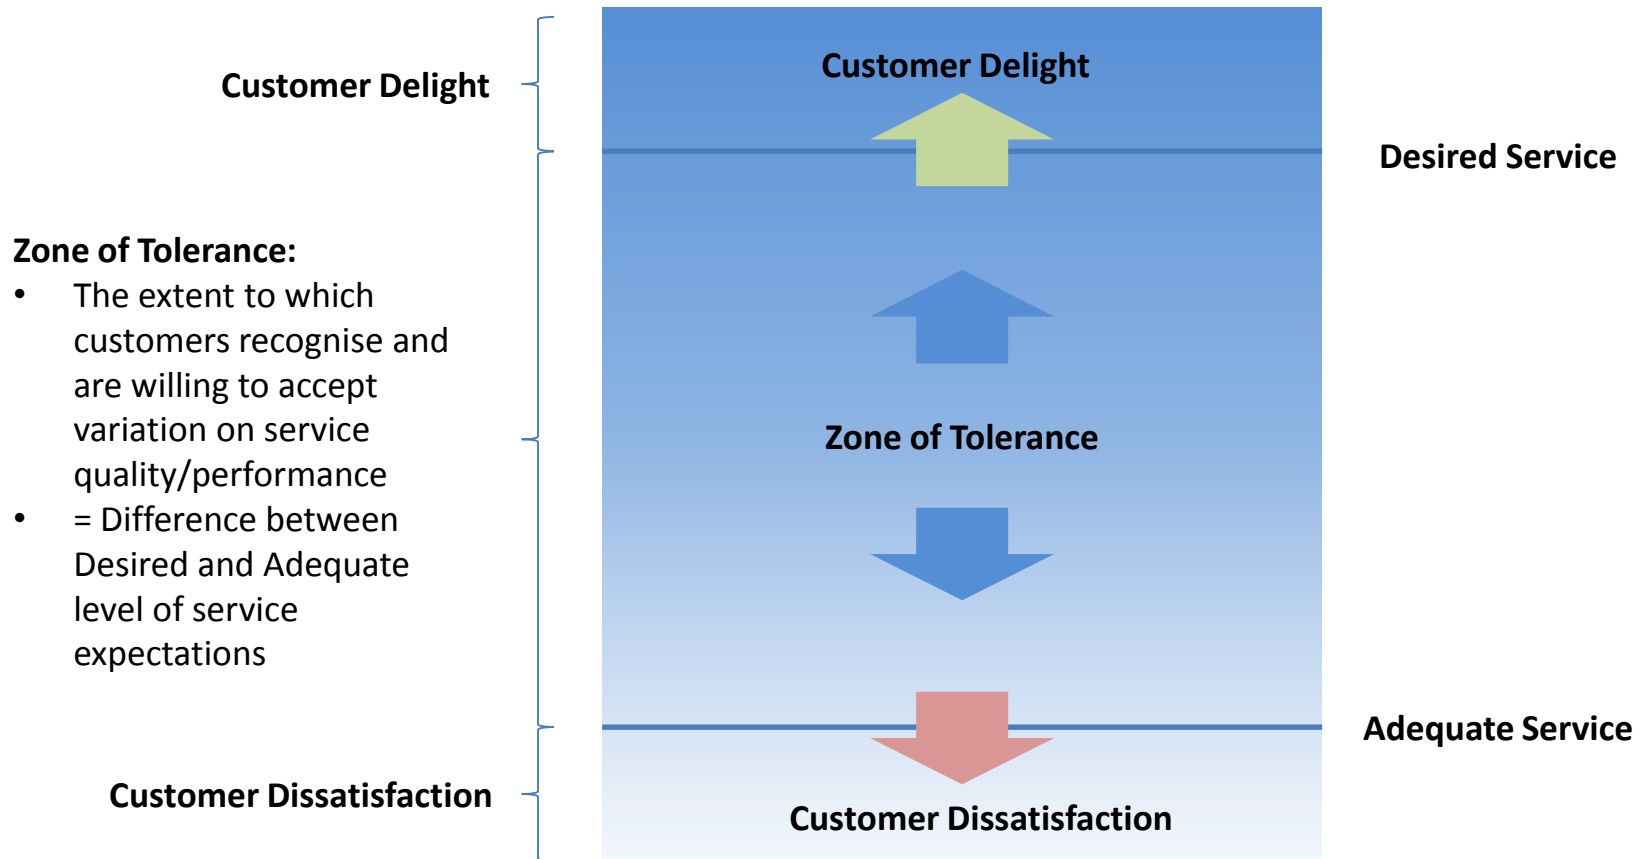 Customer Delight
Zone of Tolerance:
• The extent to which
customers recognise and
are willing to accept
variation on service
quality/performance
• = Difference between
Desired and Adequate
level of service
expectations
Customer Dissatisfaction
Customer Delight
Zone of Tolerance
Customer Dissatisfaction
Desired Service
Adequate Service